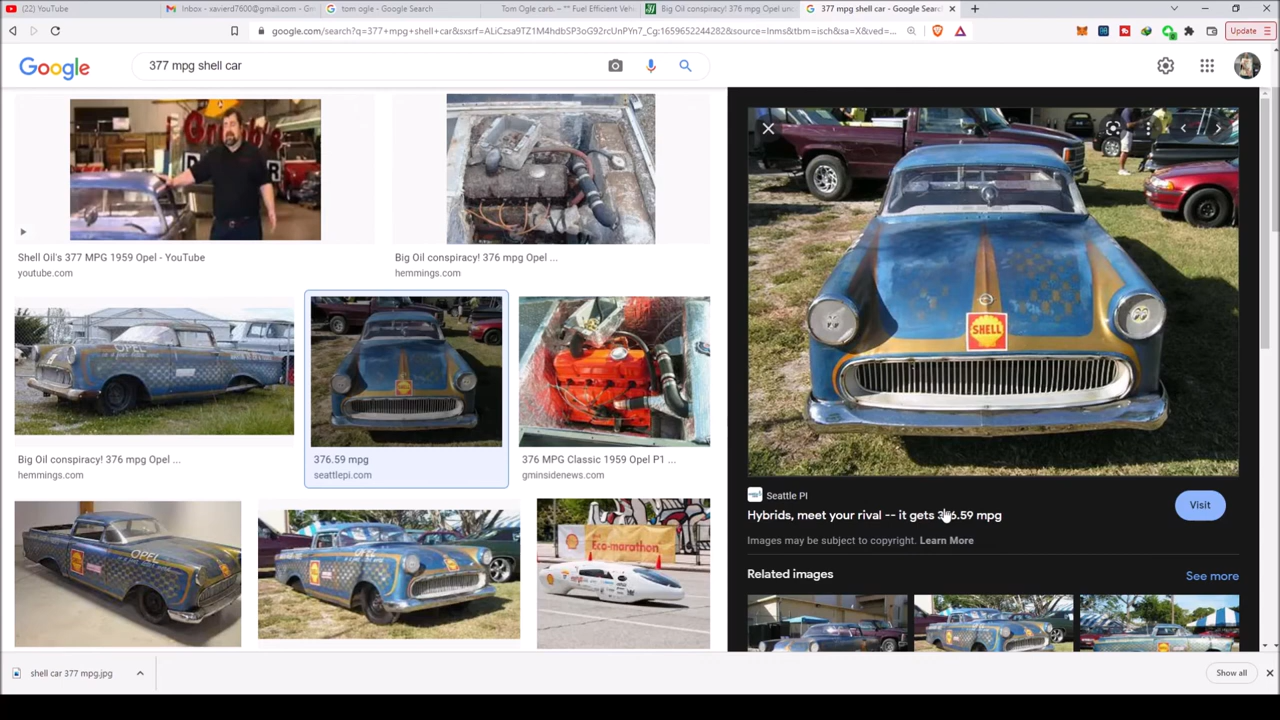 YouTube
Inbox - xavierd7600@gmail.com - Gm
tom ogle - Google Search
Tom Ogle carb. – ** Fuel Efficient Veh
Big Oil conspiracy! 376 mpg Opel unc
377 mpg shell car - Google Search
google.com/search?q=377+mpg+shell+car&sxsrf=ALiCzsa9TZ1M4hdbSP3oG92rcUnPYn7_Cg:1659652244282&source=lnms&tbm=isch&sa=X&ved=...
Update
Google
377 mpg shell car
Shell Oil's 377 MPG 1959 Opel - YouTube
youtube.com
Big Oil conspiracy! 376 mpg Opel ...
hemmings.com
OPEL
Big Oil conspiracy! 376 mpg Opel ...
hemmings.com
376.59 mpg
seattlepi.com
376 MPG Classic 1959 Opel P1 ...
gminsidenews.com
OPEL
Eco-marathon
SHELL
Seattle PI
Hybrids, meet your rival -- it gets 376.59 mpg
Visit
Images may be subject to copyright. Learn More
Related images
See more
shell car 377 mpg.jpg
Show all